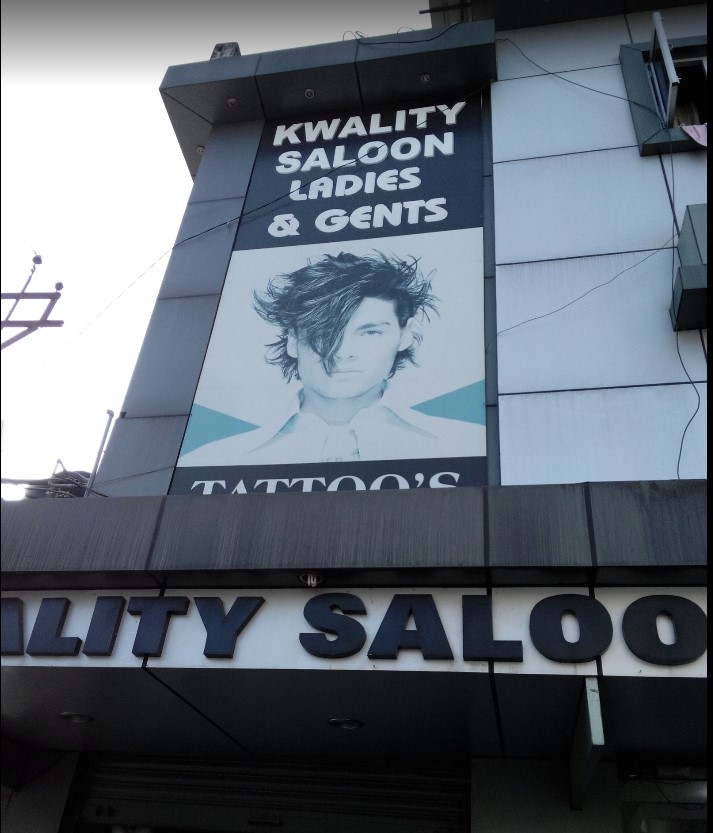 KWALITY
SALOON
LADIES
& GENTS
TATTOO'S
ALITY SALOO